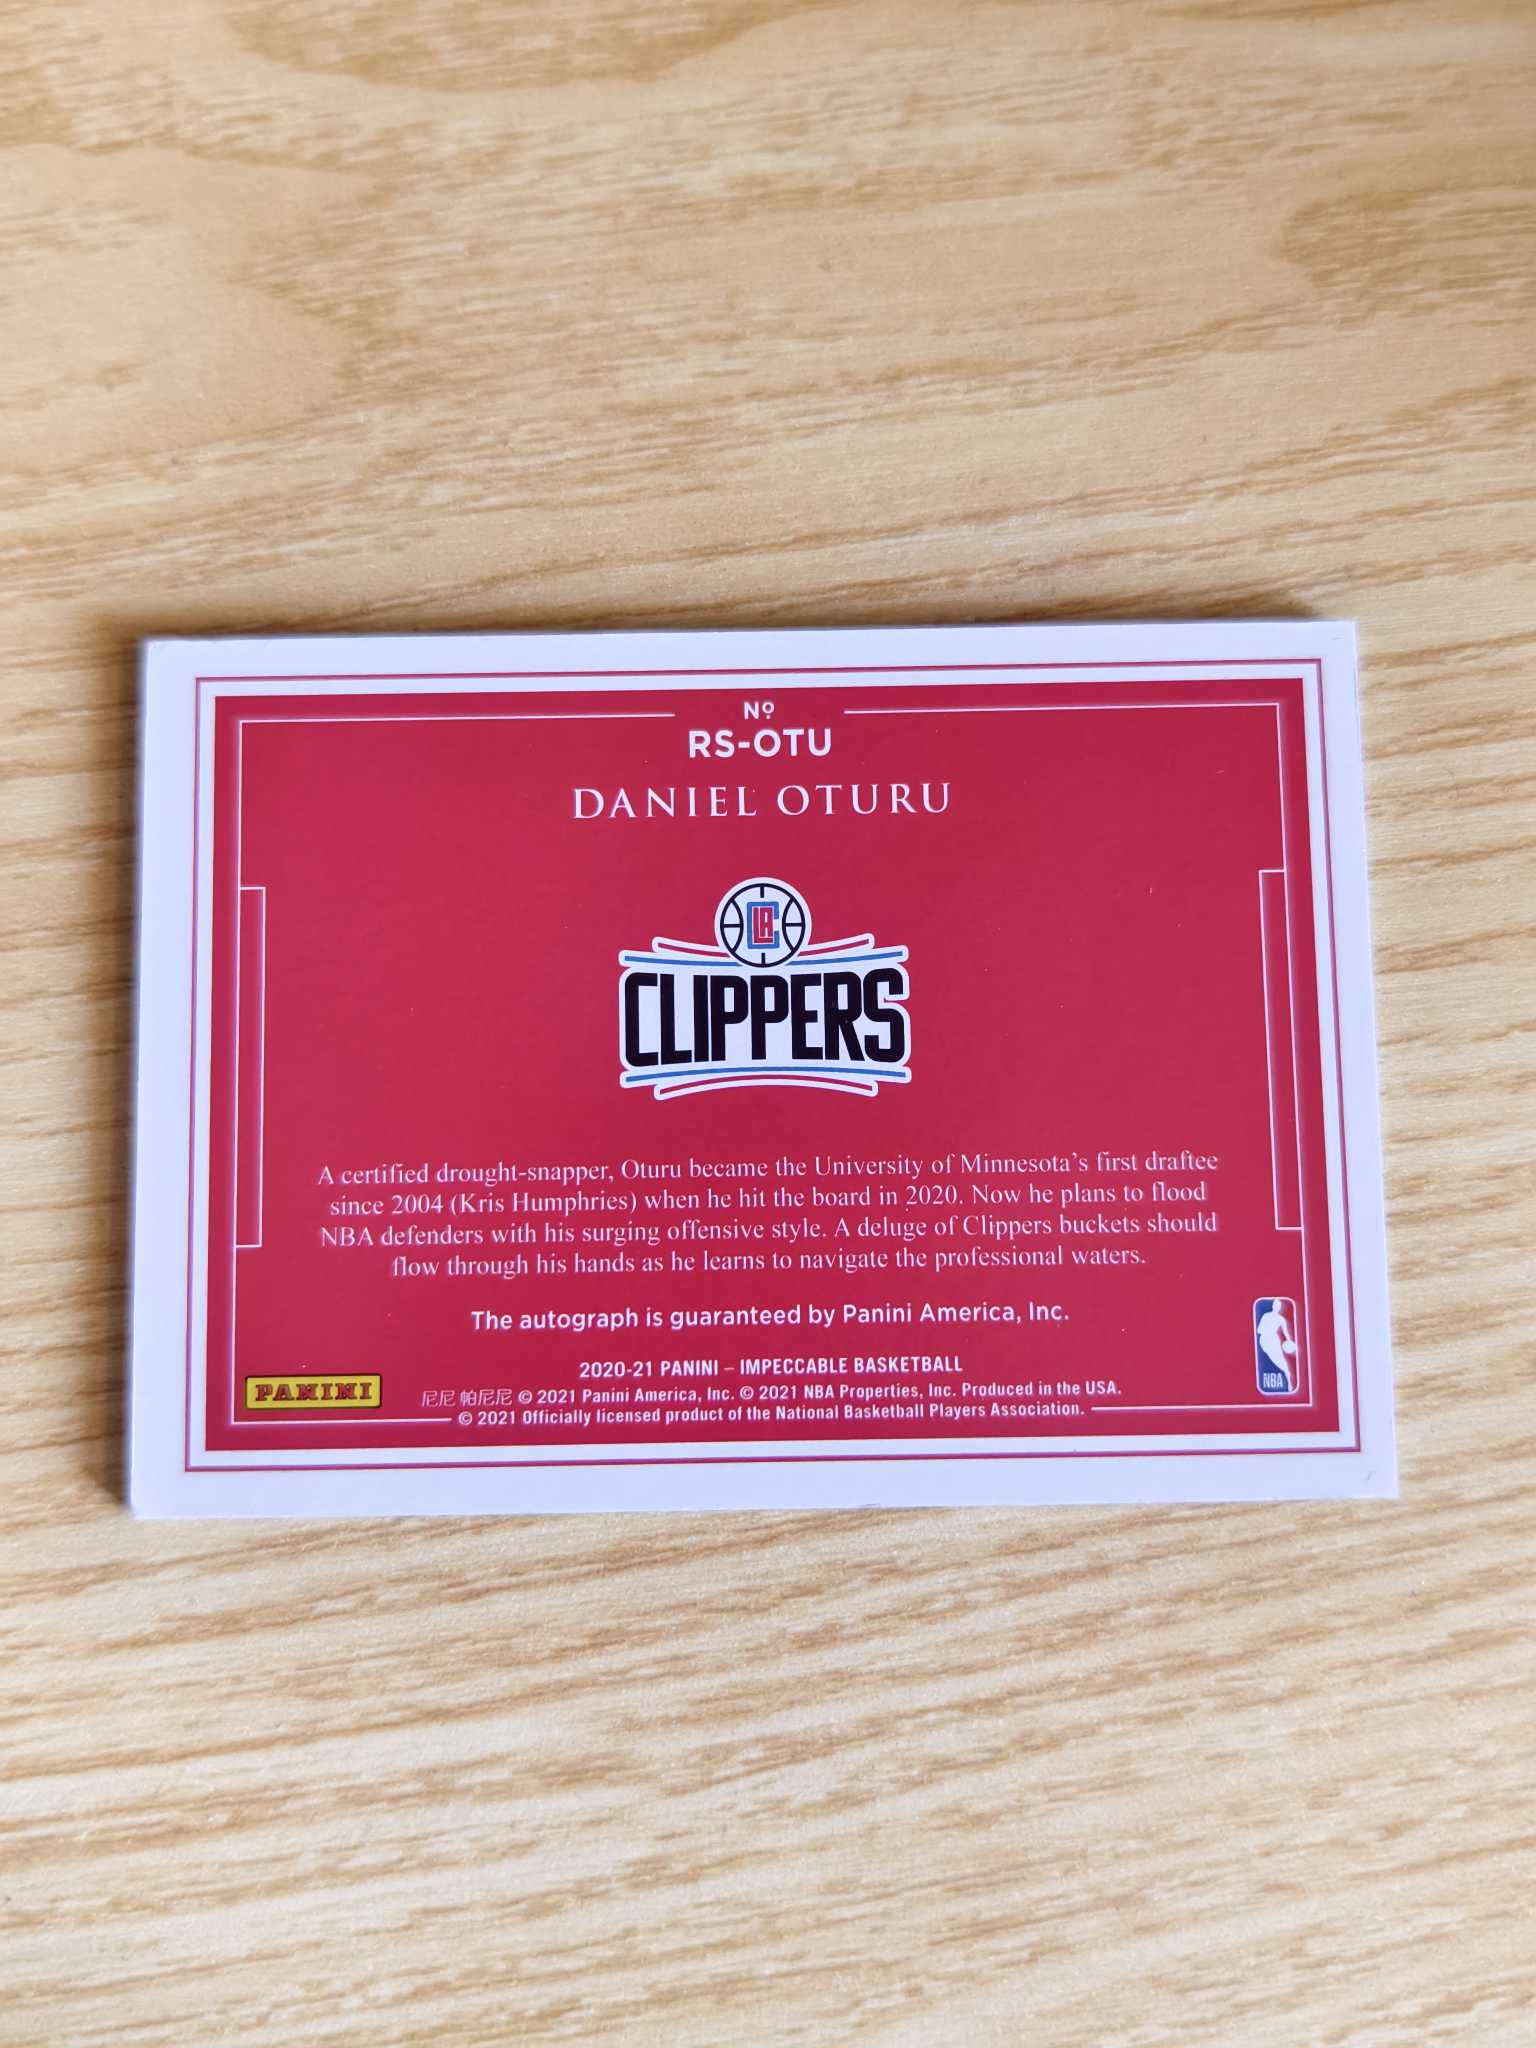 Nº
RS-OTU
DANIEL OTURU
LAC
CLIPPERS
A certified drought-snapper, Oturu became the University of Minnesota's first draftee
since 2004 (Kris Humphries) when he hit the board in 2020. Now he plans to flood
NBA defenders with his surging offensive style. A deluge of Clippers buckets should
flow through his hands as he learns to navigate the professional waters.
The autograph is guaranteed by Panini America, Inc.
2020-21 PANINI – IMPECCABLE BASKETBALL
PANINI
尼尼 帕尼尼 © 2021 Panini America, Inc. © 2021 NBA Properties, Inc. Produced in the USA.
© 2021 Officially licensed product of the National Basketball Players Association.
NBA